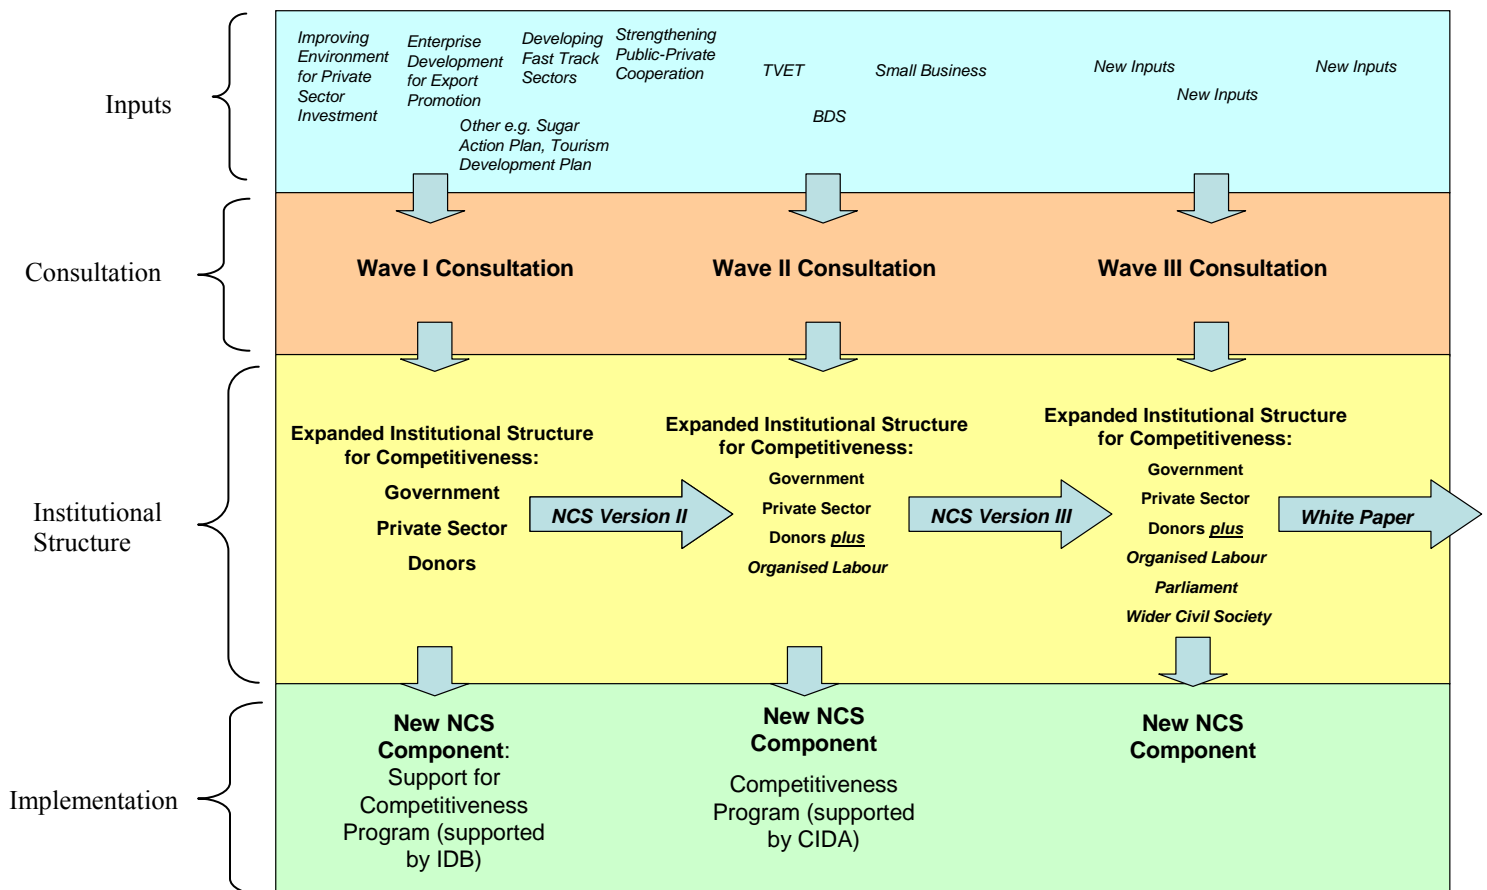 Inputs
Improving
Environment
for Private
Sector
Investment
Enterprise
Development
for Export
Promotion
Developing
Fast Track
Sectors
Strengthening
Public-Private
Cooperation
Other e.g. Sugar
Action Plan, Tourism
Development Plan
TVET
BDS
Small Business
New Inputs
New Inputs
New Inputs
Consultation
Wave I Consultation
Wave II Consultation
Wave III Consultation
Institutional
Structure
Expanded Institutional Structure
for Competitiveness:
Government
Private Sector
Donors
NCS Version II
Expanded Institutional Structure
for Competitiveness:
Government
Private Sector
Donors plus
Organised Labour
NCS Version III
Expanded Institutional Structure
for Competitiveness:
Government
Private Sector
Donors plus
Organised Labour
Parliament
Wider Civil Society
White Paper
Implementation
New NCS
Component:
Support for
Competitiveness
Program (supported
by IDB)
New NCS
Component
Competitiveness
Program (supported
by CIDA)
New NCS
Component